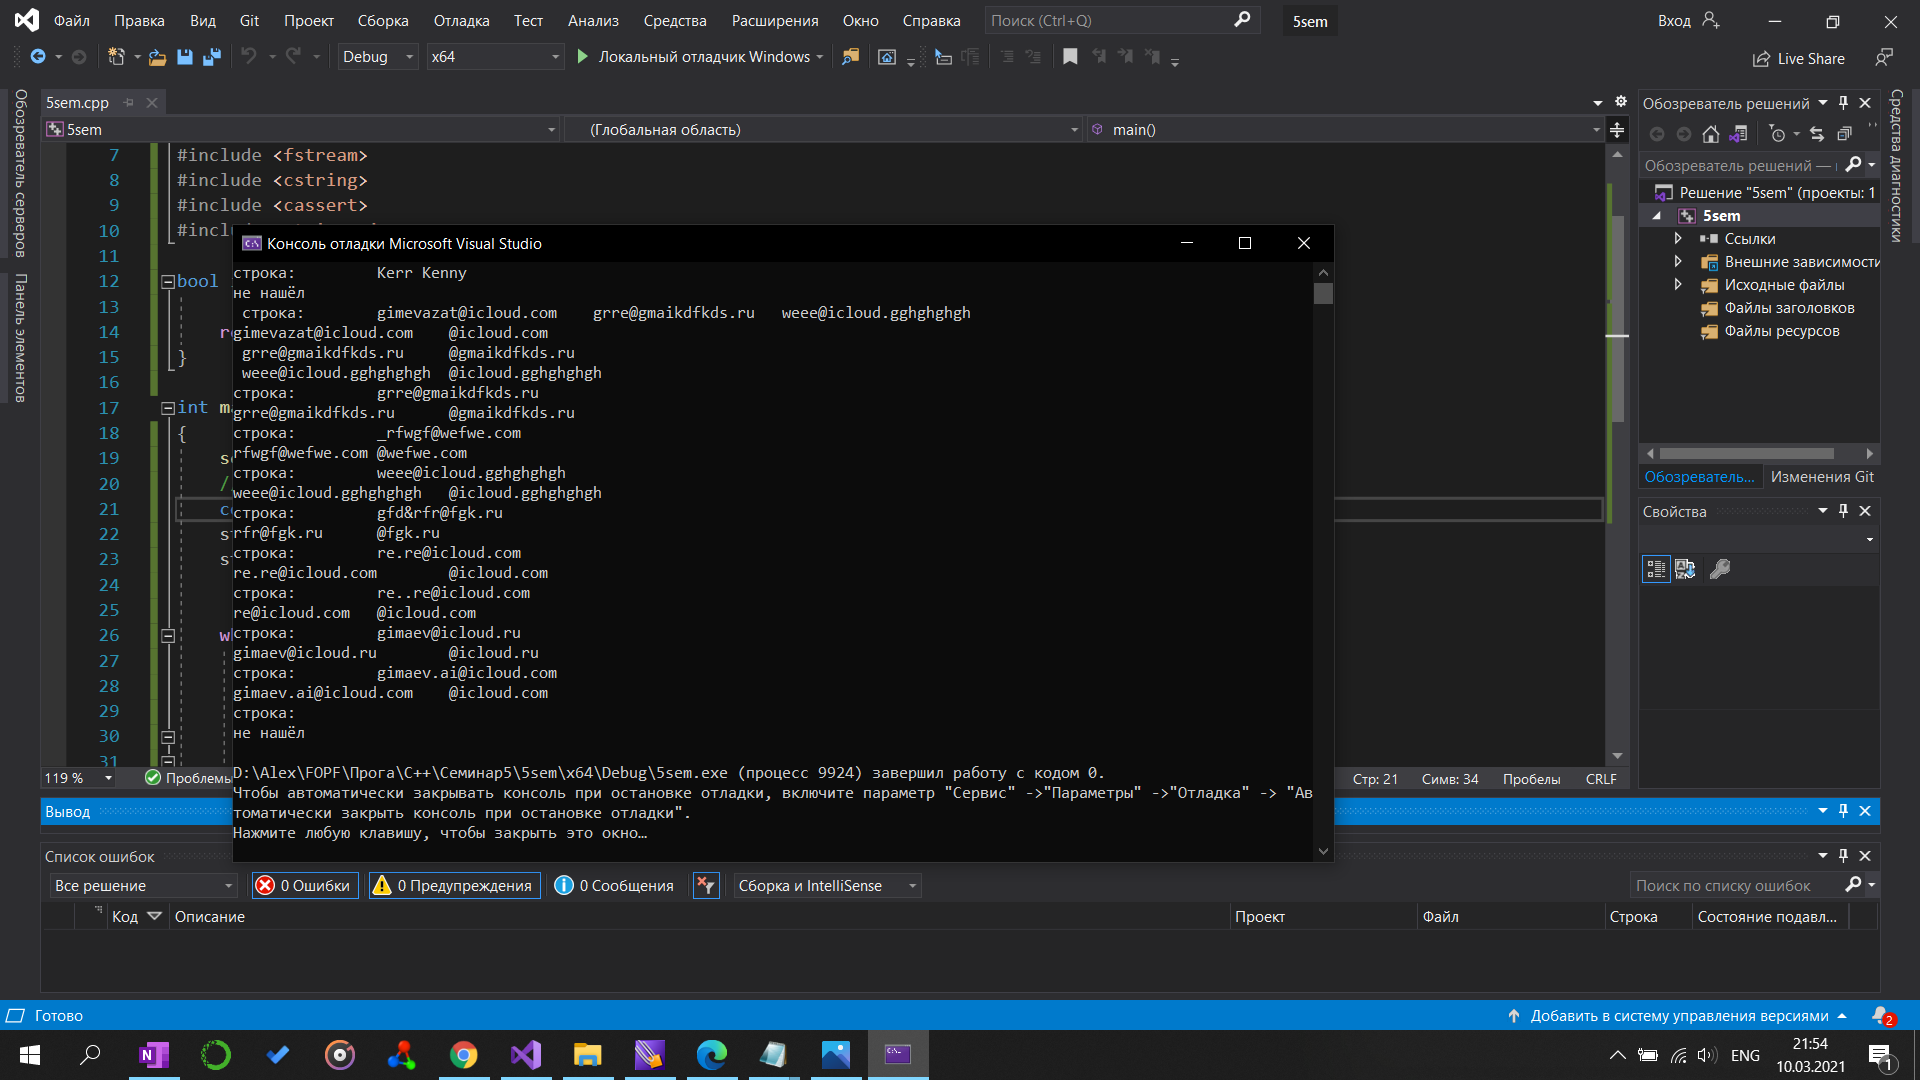 Файл Правка Вид Git Проект Сборка Отладка Тест Анализ Средства Расширения Окно Справка Поиск (Ctrl+Q) 5sem Вход
Debug x64 Локальный отладчик Windows Live Share
Обозреватель серверов
Панель элементов
5sem.cpp
5sem (Глобальная область) main()
7 #include <fstream>
8 #include <cstring>
9 #include <cassert>
10 #incl
11
12 bool
13
14 re
15 }
16
17 int m
18 {
19 s
20 /
21 c
22 s
23 s
24
25
26 w
27
28
29
30
31
Консоль отладки Microsoft Visual Studio
строка: Kerr Kenny
не нашёл
строка: gimevazat@icloud.com grre@gmaikdfkds.ru weee@icloud.gghghghgh
gimevazat@icloud.com @icloud.com
grre@gmaikdfkds.ru @gmaikdfkds.ru
weee@icloud.gghghghgh @icloud.gghghghgh
строка: grre@gmaikdfkds.ru
grre@gmaikdfkds.ru @gmaikdfkds.ru
строка: _rfwgf@wefwe.com
rfwgf@wefwe.com @wefwe.com
строка: weee@icloud.gghghghgh
weee@icloud.gghghghgh @icloud.gghghghgh
строка: gfd&rfr@fgk.ru
rfr@fgk.ru @fgk.ru
строка: re.re@icloud.com
re.re@icloud.com @icloud.com
строка: re..re@icloud.com
re@icloud.com @icloud.com
строка: gimaev@icloud.ru
gimaev@icloud.ru @icloud.ru
строка: gimaev.ai@icloud.com
gimaev.ai@icloud.com @icloud.com
строка:
не нашёл
D:\Alex\FOPF\Прога\C++\Семинар5\5sem\x64\Debug\5sem.exe (процесс 9924) завершил работу с кодом 0.
Чтобы автоматически закрывать консоль при остановке отладки, включите параметр "Сервис" ->"Параметры" ->"Отладка" -> "Ав
томатически закрыть консоль при остановке отладки".
Нажмите любую клавишу, чтобы закрыть это окно…
119 % Проблемы Стр: 21 Симв: 34 Пробелы CRLF
Обозреватель решений
Обозреватель решений —
Решение "5sem" (проекты: 1
5sem
Ссылки
Внешние зависимости
Исходные файлы
Файлы заголовков
Файлы ресурсов
Обозреватель... Изменения Git
Свойства
Средства диагностики
Вывод
Список ошибок
Все решение 0 Ошибки 0 Предупреждения 0 Сообщения Сборка и IntelliSense Поиск по списку ошибок
Код Описание Проект Файл Строка Состояние подавл...
Готово Добавить в систему управления версиями 2
ENG 21:54
10.03.2021 1